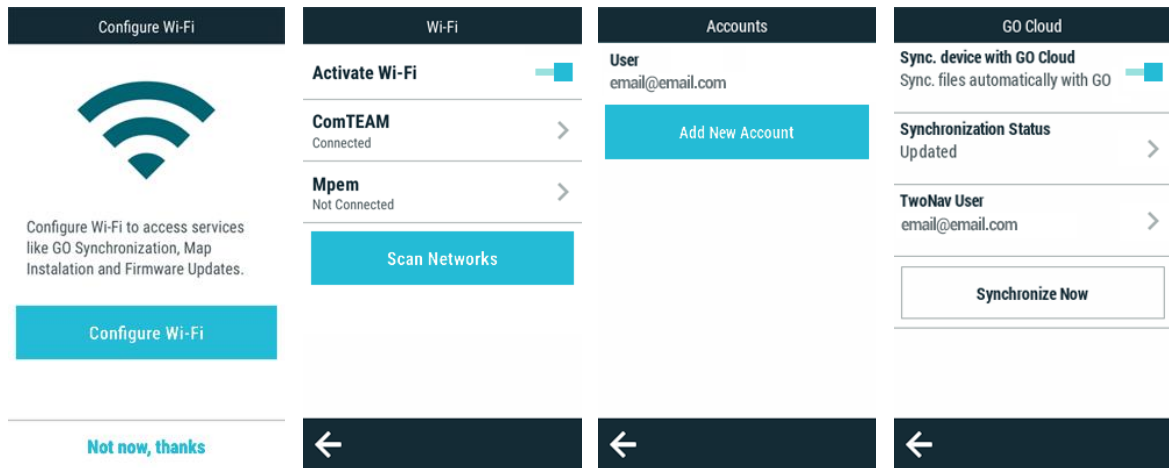 Configure Wi-Fi
Configure Wi-Fi to access services
like GO Synchronization, Map
Instalation and Firmware Updates.
Configure Wi-Fi
Not now, thanks
Wi-Fi
Activate Wi-Fi
ComTEAM
Connected
Mpem
Not Connected
Scan Networks
Accounts
User
email@email.com
Add New Account
GO Cloud
Sync. device with GO Cloud
Sync. files automatically with GO
Synchronization Status
Updated
TwoNav User
email@email.com
Synchronize Now